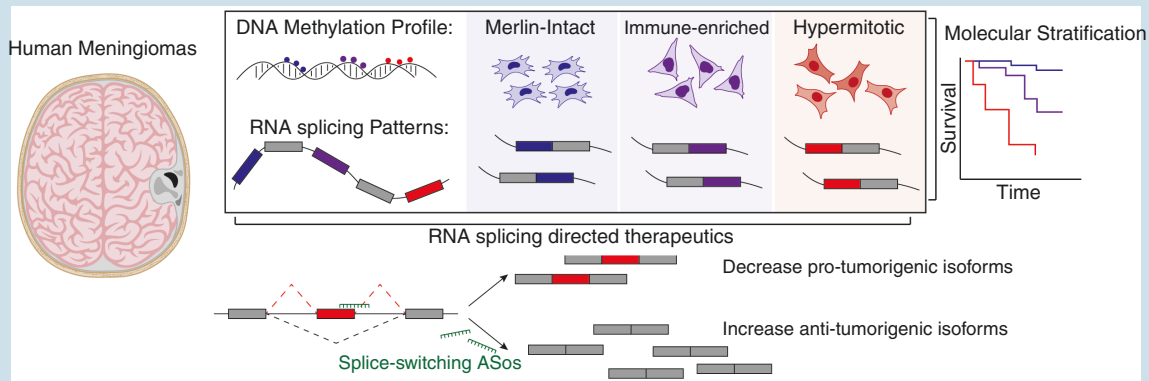 Human Meningiomas
DNA Methylation Profile:
Merlin-Intact
Immune-enriched
Hypermitotic
Molecular Stratification
RNA splicing Patterns:
Survival
Time
RNA splicing directed therapeutics
Decrease pro-tumorigenic isoforms
Increase anti-tumorigenic isoforms
Splice-switching ASos